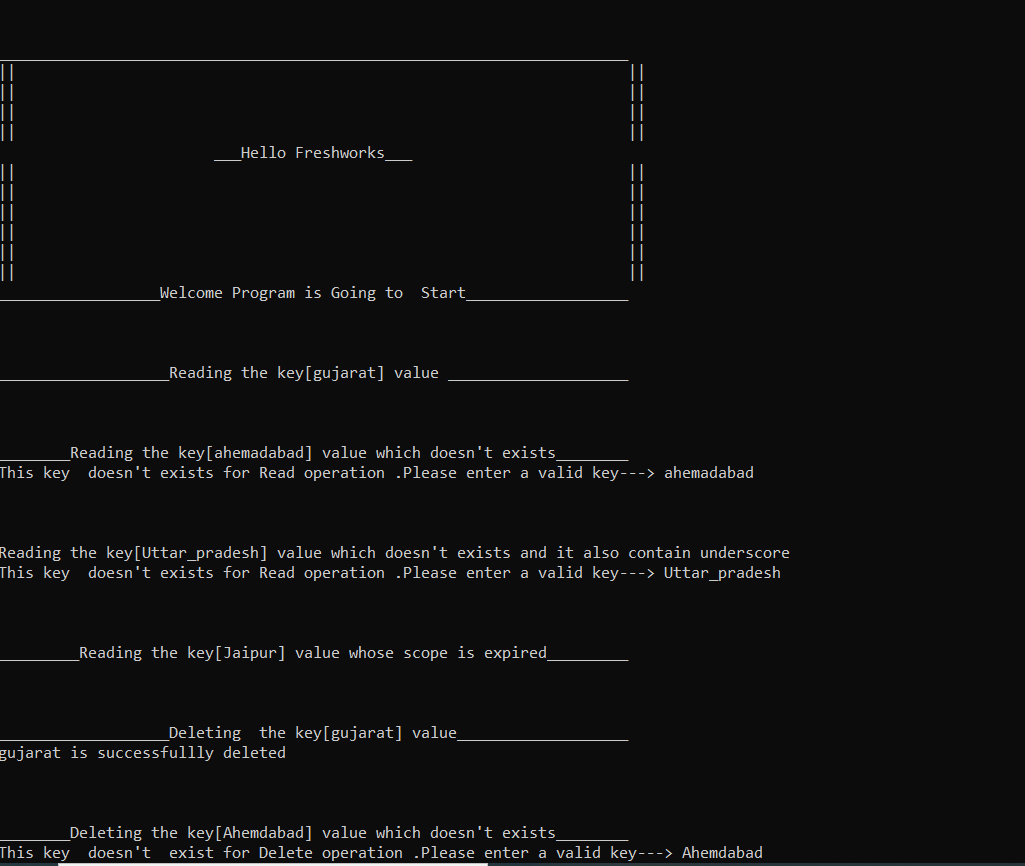 ______________________________________________________________________
|| ||
|| ||
|| ||
|| ||
___Hello Freshworks___
|| ||
|| ||
|| ||
|| ||
|| ||
|| ||
__________________Welcome Program is Going to  Start__________________
___________________Reading the key[gujarat] value ____________________
________Reading the key[ahemadabad] value which doesn't exists________
This key  doesn't exists for Read operation .Please enter a valid key---> ahemadabad
Reading the key[Uttar_pradesh] value which doesn't exists and it also contain underscore
This key  doesn't exists for Read operation .Please enter a valid key---> Uttar_pradesh
_________Reading the key[Jaipur] value whose scope is expired_________
___________________Deleting  the key[gujarat] value___________________
gujarat is successfullly deleted
________Deleting the key[Ahemdabad] value which doesn't exists________
This key  doesn't  exist for Delete operation .Please enter a valid key---> Ahemdabad